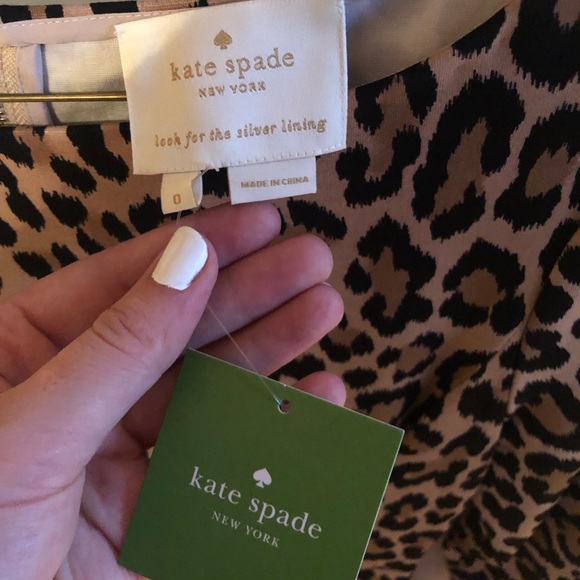 kate spade
NEW YORK
look for the silver lining
0
MADE IN CHINA
kate spade
NEW YORK